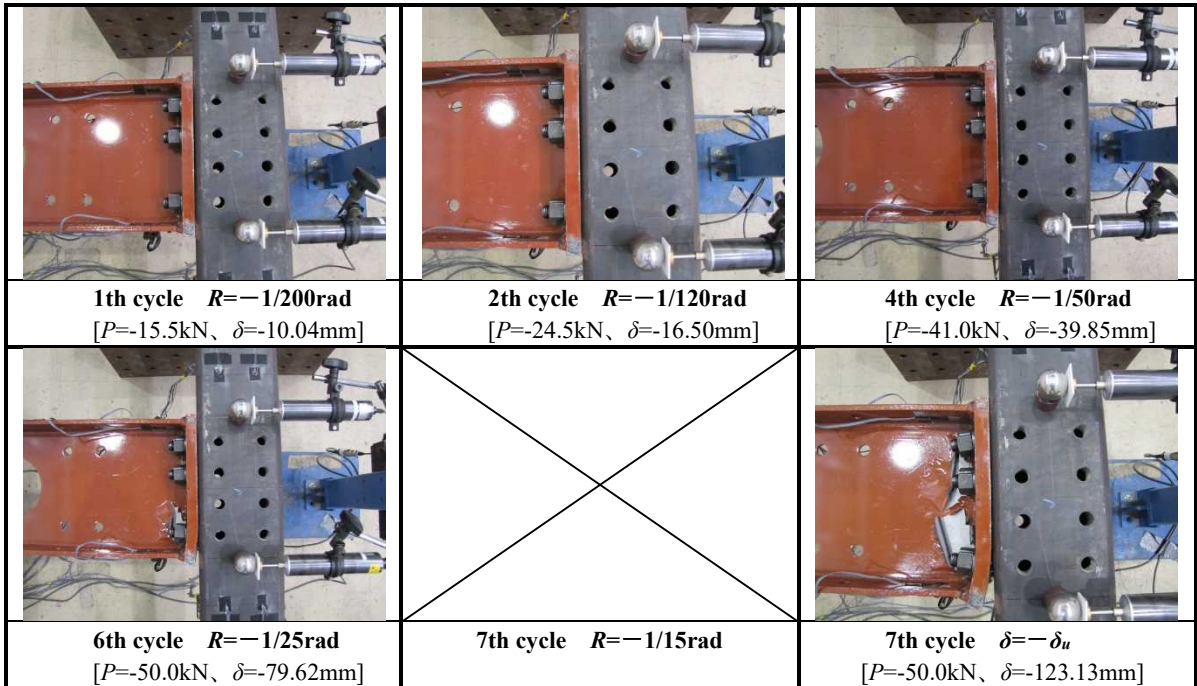 1th cycle R=－1/200rad
[P=-15.5kN、δ=-10.04mm]
2th cycle R=－1/120rad
[P=-24.5kN、δ=-16.50mm]
4th cycle R=－1/50rad
[P=-41.0kN、δ=-39.85mm]
6th cycle R=－1/25rad
[P=-50.0kN、δ=-79.62mm]
7th cycle R=－1/15rad
7th cycle δ=－δu
[P=-50.0kN、δ=-123.13mm]